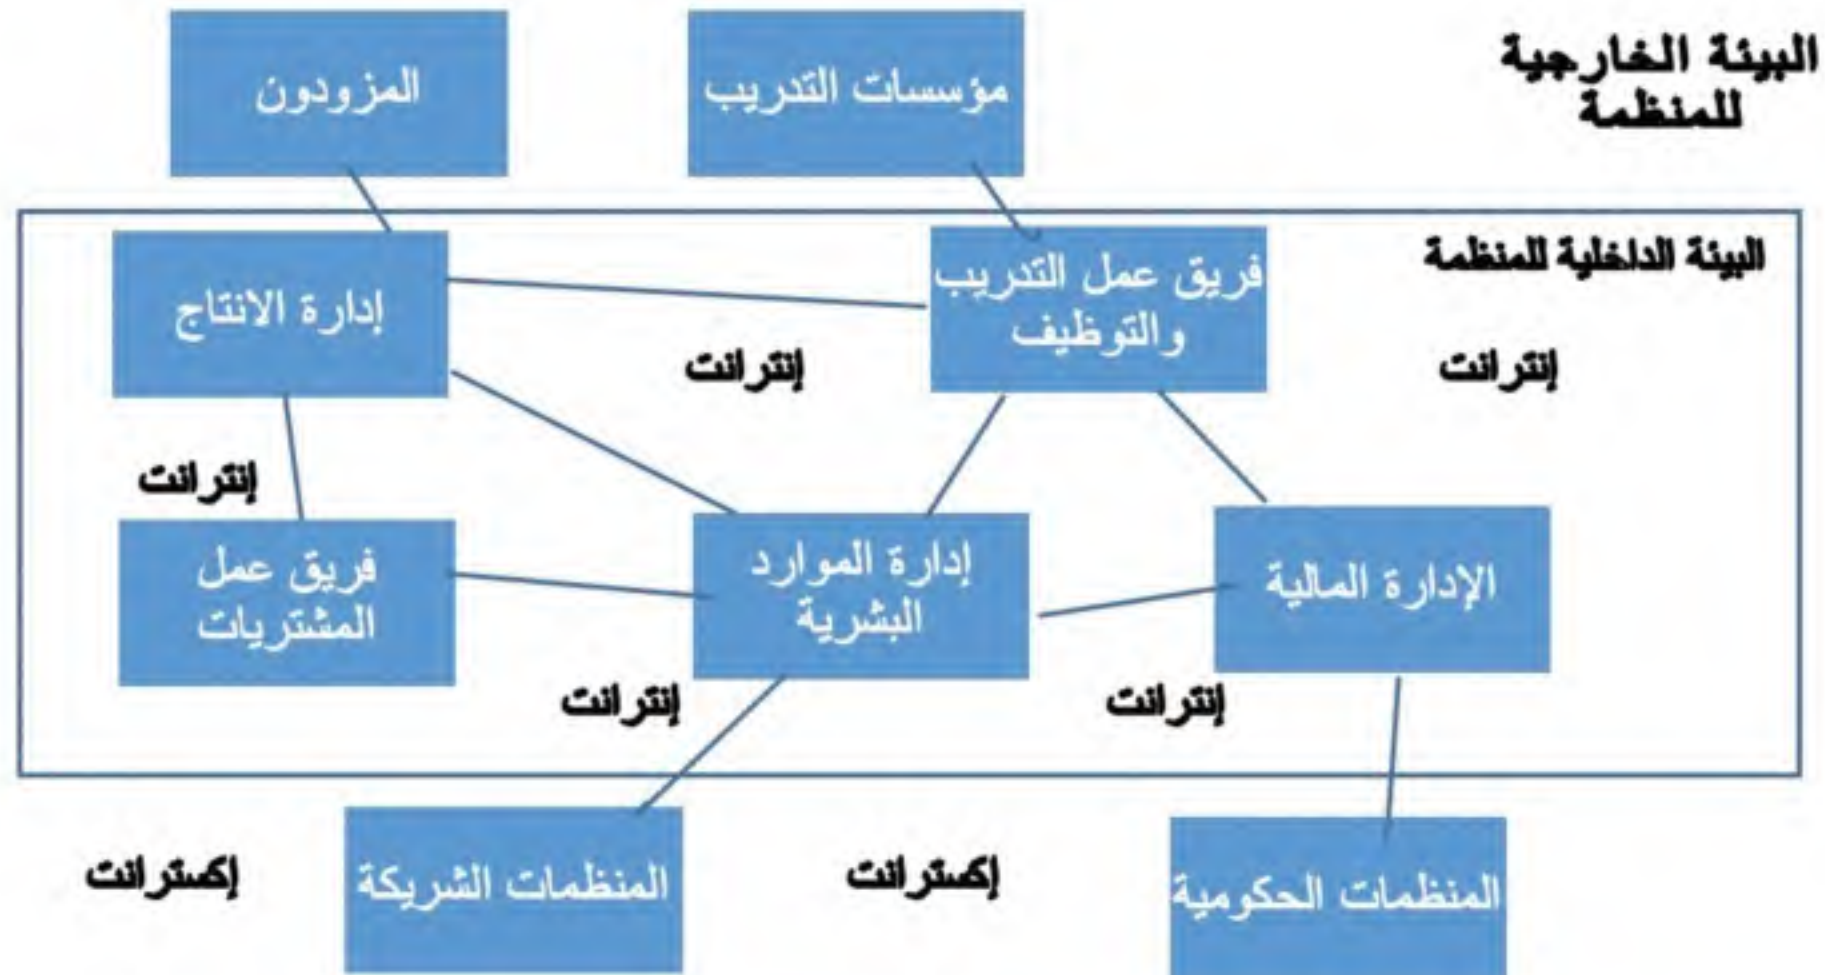 البيئة الخارجية
للمنظمة
مؤسسات التدريب
المزودون
البيئة الداخلية للمنظمة
فريق عمل التدريب
والتوظيف
إدارة الانتاج
إنترانت
إنترانت
إنترانت
الإدارة المالية
إدارة الموارد
البشرية
فريق عمل
المشتريات
إنترانت
إنترانت
المنظمات الحكومية
إكسترانت
المنظمات الشريكة
إكسترانت